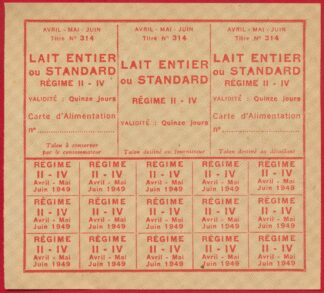 AVRIL - MAI - JUIN
Titre N° 314
LAIT ENTIER
ou STANDARD
RÉGIME II - IV
VALIDITÉ : Quinze jours
Carte d'Alimentation
N°
Talon à conserver
par le consommateur
AVRIL - MAI - JUIN
Titre N° 314
LAIT ENTIER
ou STANDARD
RÉGIME II - IV
VALIDITÉ : Quinze jours
Talon destiné au fournisseur
AVRIL - MAI - JUIN
Titre N° 314
LAIT ENTIER
ou STANDARD
RÉGIME II - IV
VALIDITÉ : Quinze jours
Carte d'Alimentation
N°
Talon destiné au détaillant
RÉGIME RÉGIME RÉGIME RÉGIME RÉGIME
II - IV II - IV II - IV II - IV II - IV
Avril - Mai Avril - Mai Avril - Mai Avril - Mai Avril - Mai
Juin 1949 Juin 1949 Juin 1949 Juin 1949 Juin 1949
RÉGIME RÉGIME RÉGIME RÉGIME RÉGIME
II - IV II - IV II - IV II - IV II - IV
Avril - Mai Avril - Mai Avril - Mai Avril - Mai Avril - Mai
Juin 1949 Juin 1949 Juin 1949 Juin 1949 Juin 1949
RÉGIME RÉGIME RÉGIME RÉGIME RÉGIME
II - IV II - IV II - IV II - IV II - IV
Avril - Mai Avril - Mai Avril - Mai Avril - Mai Avril - Mai
Juin 1949 Juin 1949 Juin 1949 Juin 1949 Juin 1949